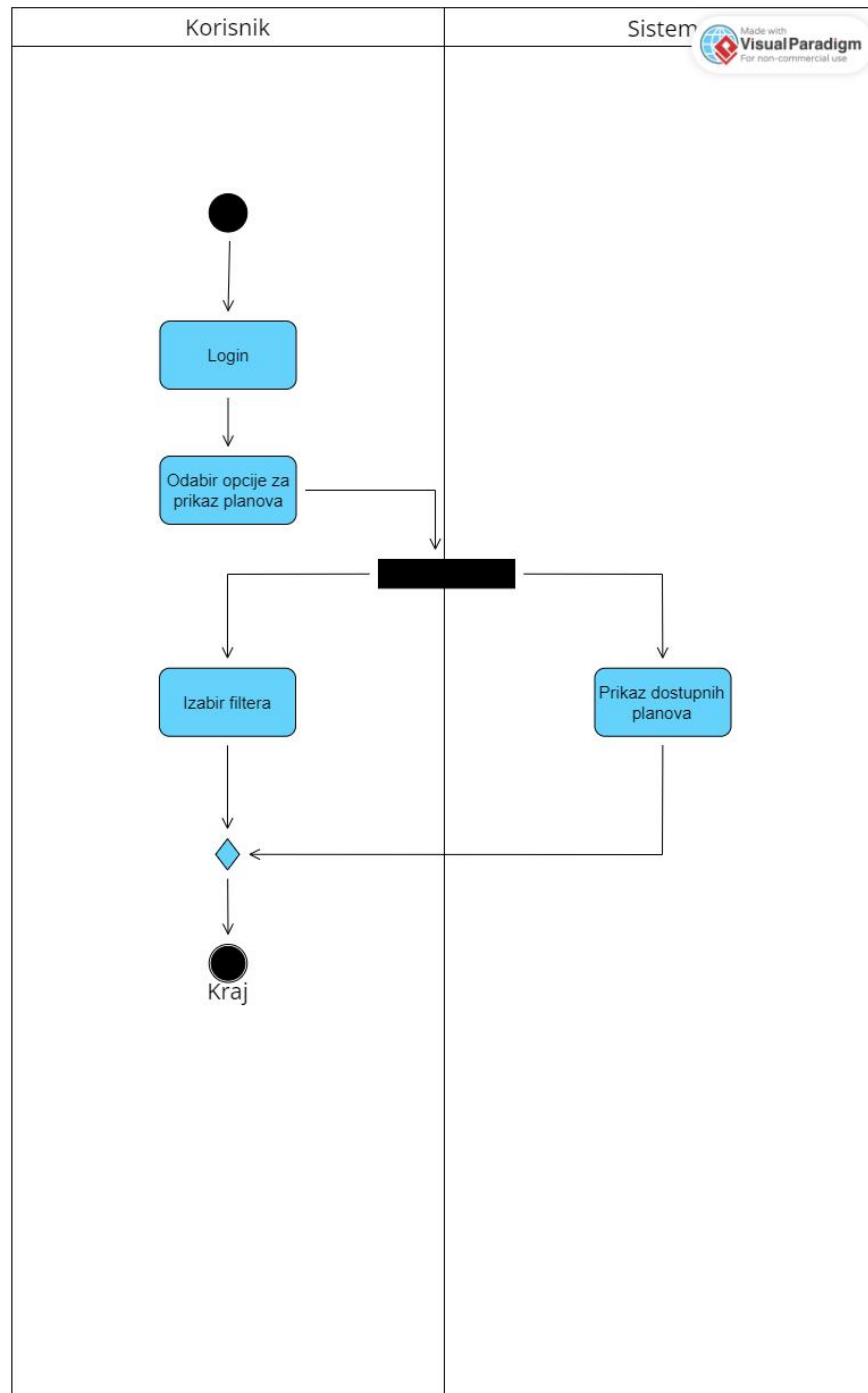 Korisnik
Sistem
Made with
Visual Paradigm
For non-commercial use
Login
Odabir opcije za
prikaz planova
Izabir filtera
Prikaz dostupnih
planova
Kraj